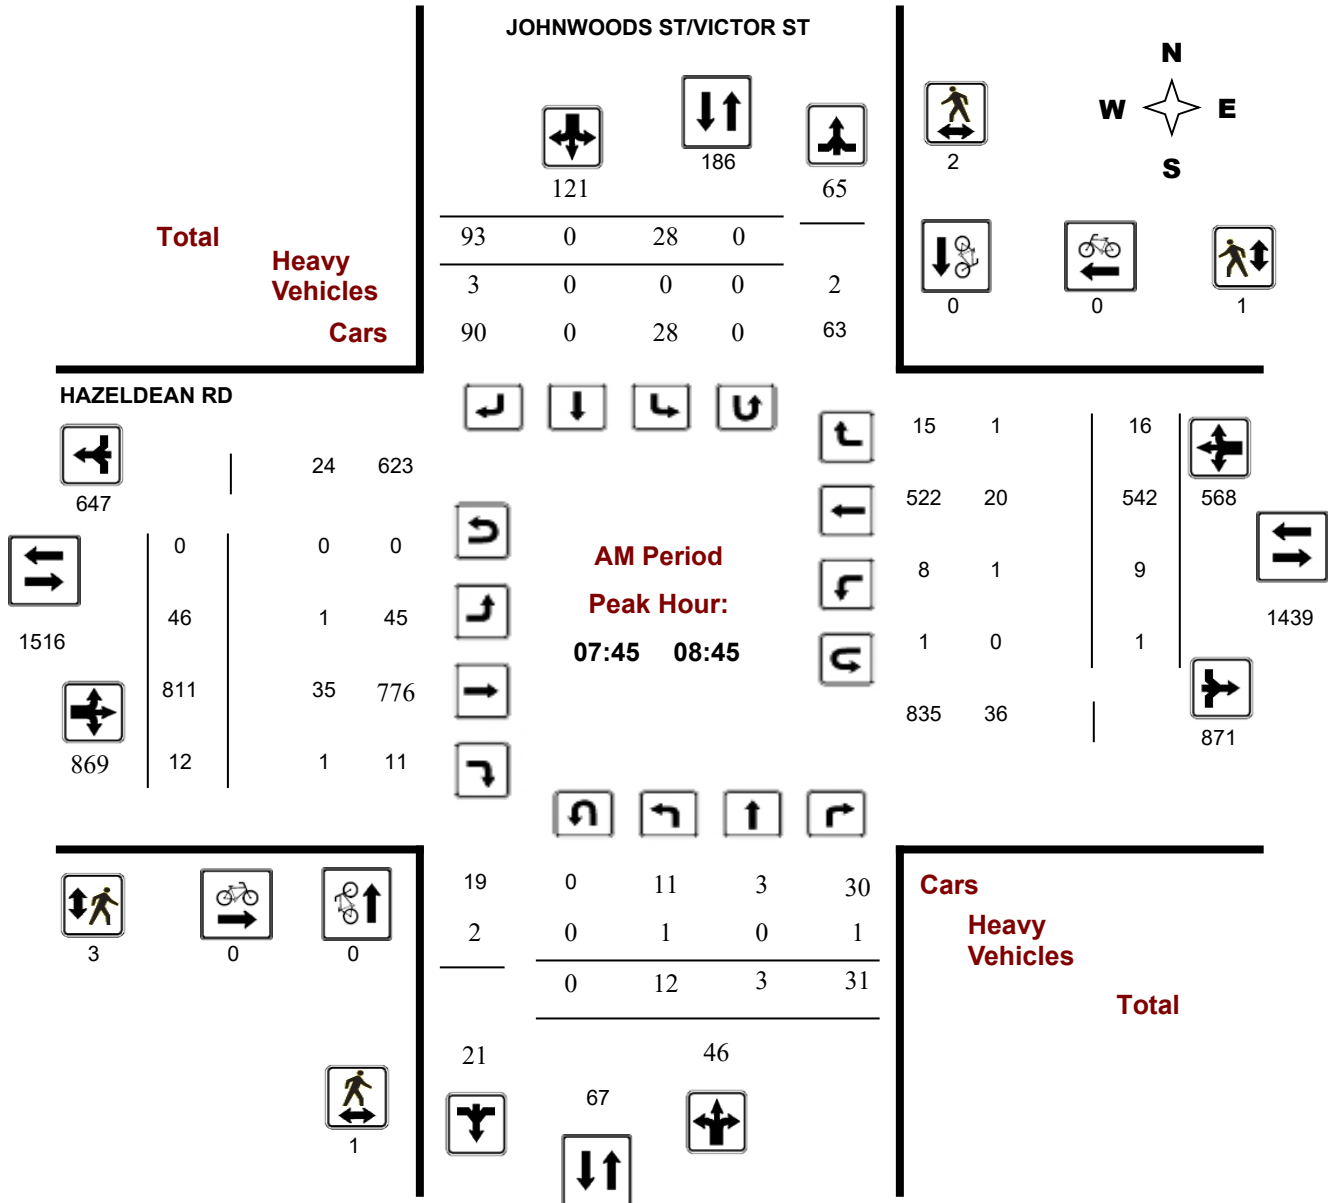 JOHNWOODS ST/VICTOR ST
N
W E
S
121
186
65
2
Total
93 0 28 0
Heavy
Vehicles
3 0 0 0 2
Cars
90 0 28 0 63
0 0 1
HAZELDEAN RD
647
24 623
0 0 0
1516
46 1 45
811 35 776
869
12 1 11
AM Period
Peak Hour:
07:45 08:45
15 1 16
522 20 542 568
8 1 9
1439
1 0 1
835 36
871
3 0 0
19 0 11 3 30
2 0 1 0 1
0 12 3 31
Cars
Heavy
Vehicles
Total
21 46
67
1